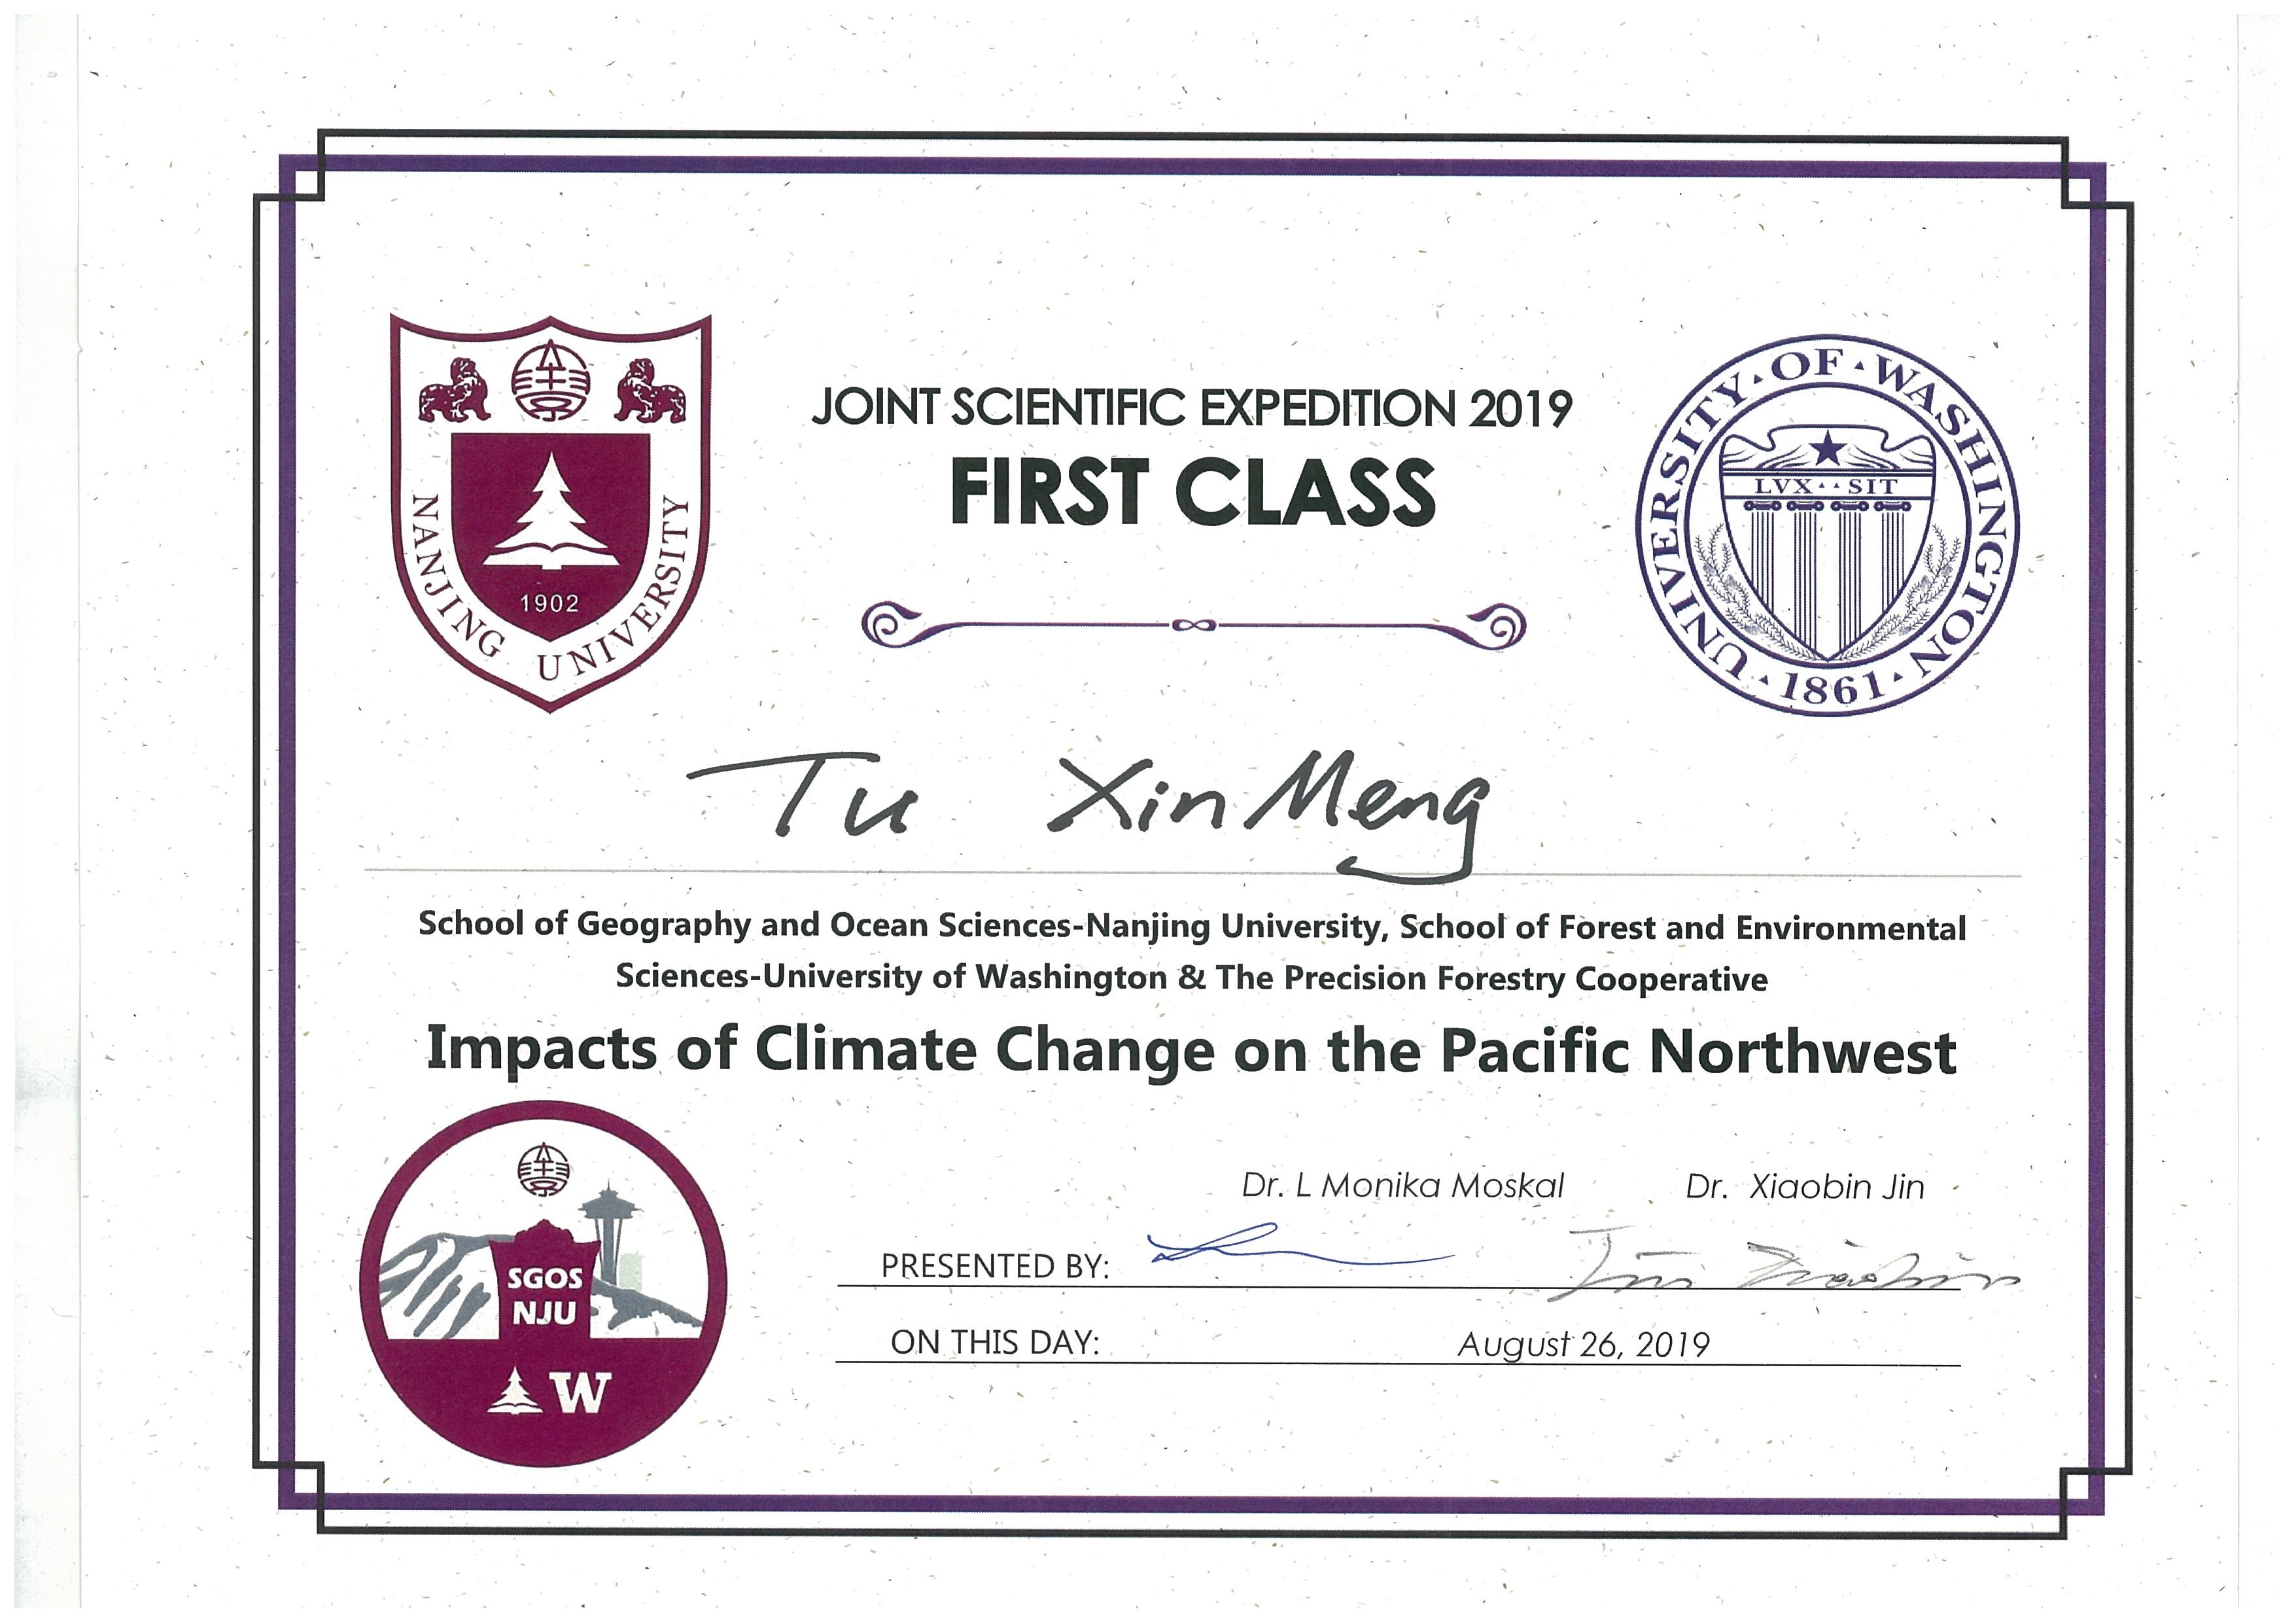 JOINT SCIENTIFIC EXPEDITION 2019
FIRST CLASS
NANJING UNIVERSITY
1902
UNIVERSITY OF WASHINGTON
LVX SIT
1861
Tu XinMeng
School of Geography and Ocean Sciences-Nanjing University, School of Forest and Environmental
Sciences-University of Washington & The Precision Forestry Cooperative
Impacts of Climate Change on the Pacific Northwest
SGOS
NJU
W
Dr. L Monika Moskal Dr. Xiaobin Jin
PRESENTED BY: Jin Xiaobin
ON THIS DAY: August 26, 2019